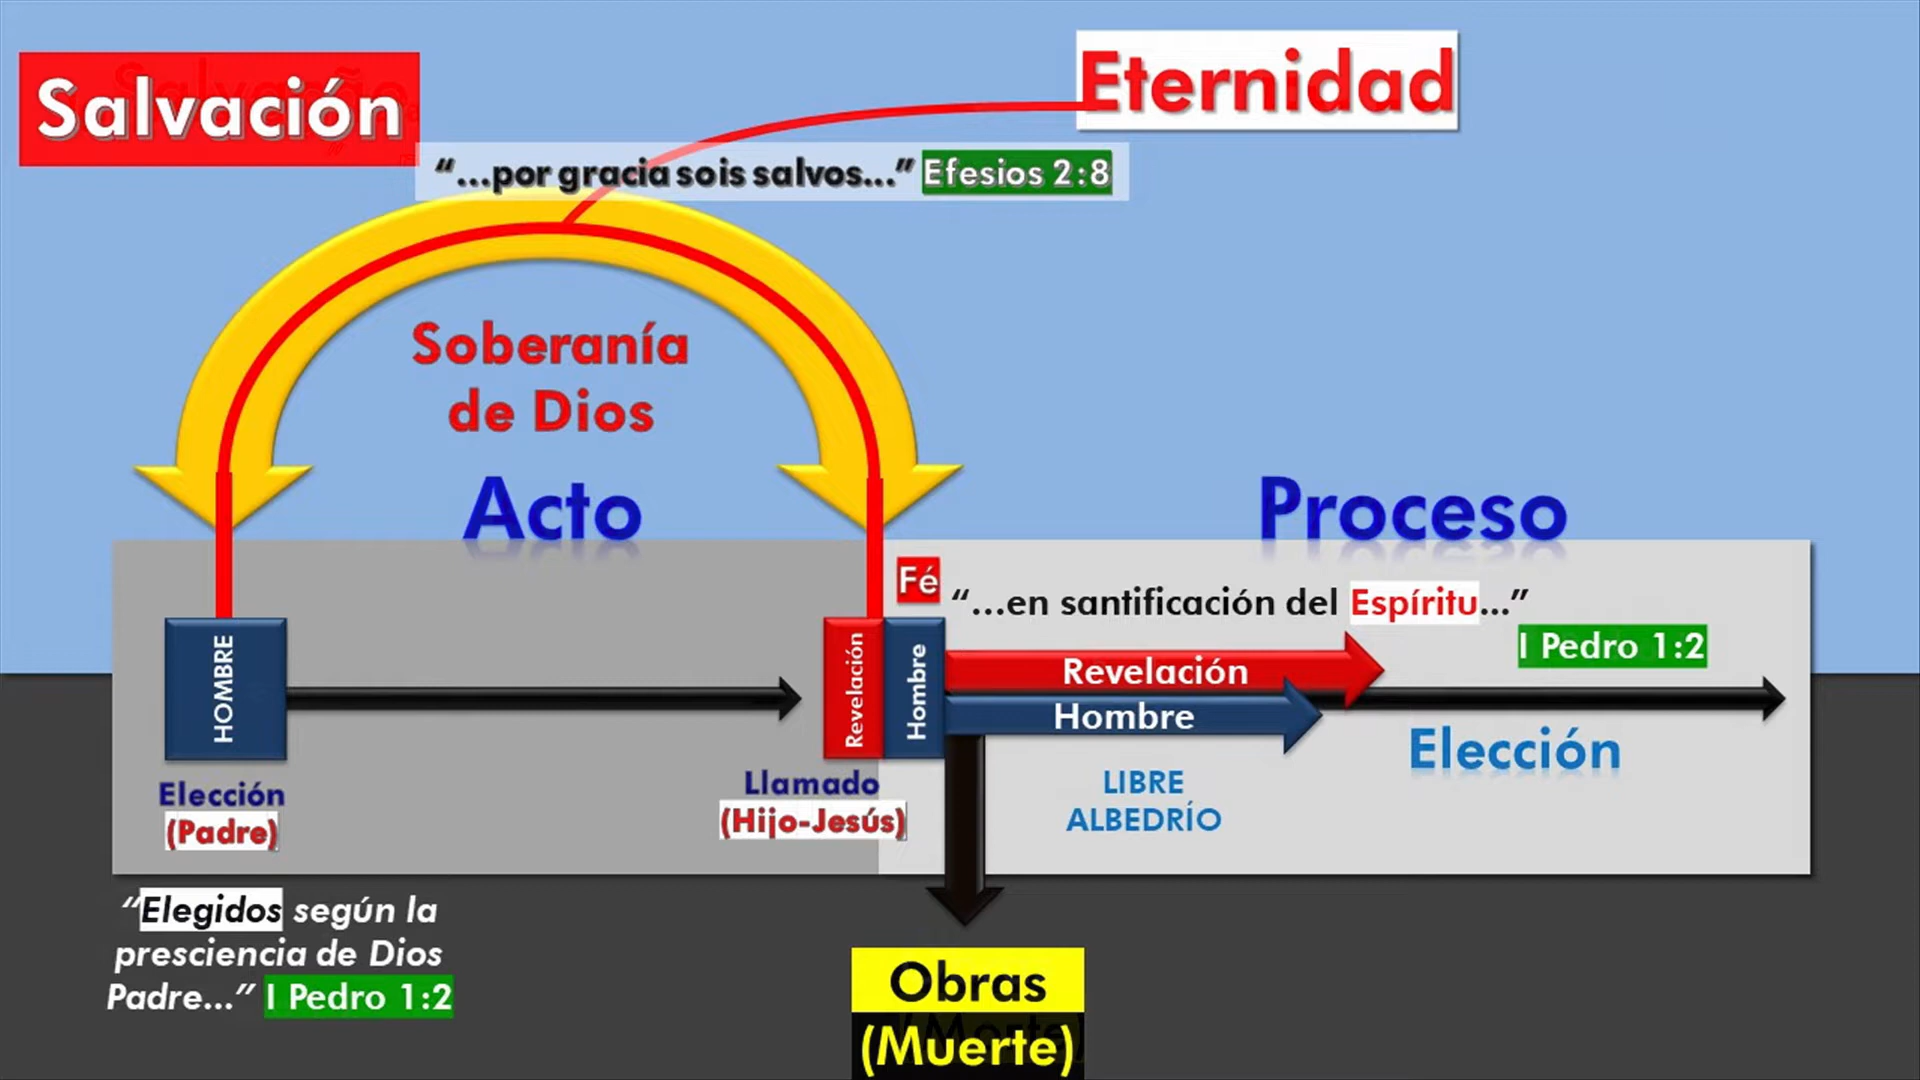 Salvación
Eternidad
“...por gracia sois salvos...” Efesios 2:8
Soberanía
de Dios
Acto
Proceso
Fé
“...en santificación del Espíritu...”
I Pedro 1:2
HOMBRE
Revelación
Hombre
Revelación
Hombre
Elección
LIBRE
ALBEDRÍO
Elección
(Padre)
Llamado
(Hijo-Jesús)
“Elegidos según la
presciencia de Dios
Padre...” I Pedro 1:2
Obras
(Muerte)